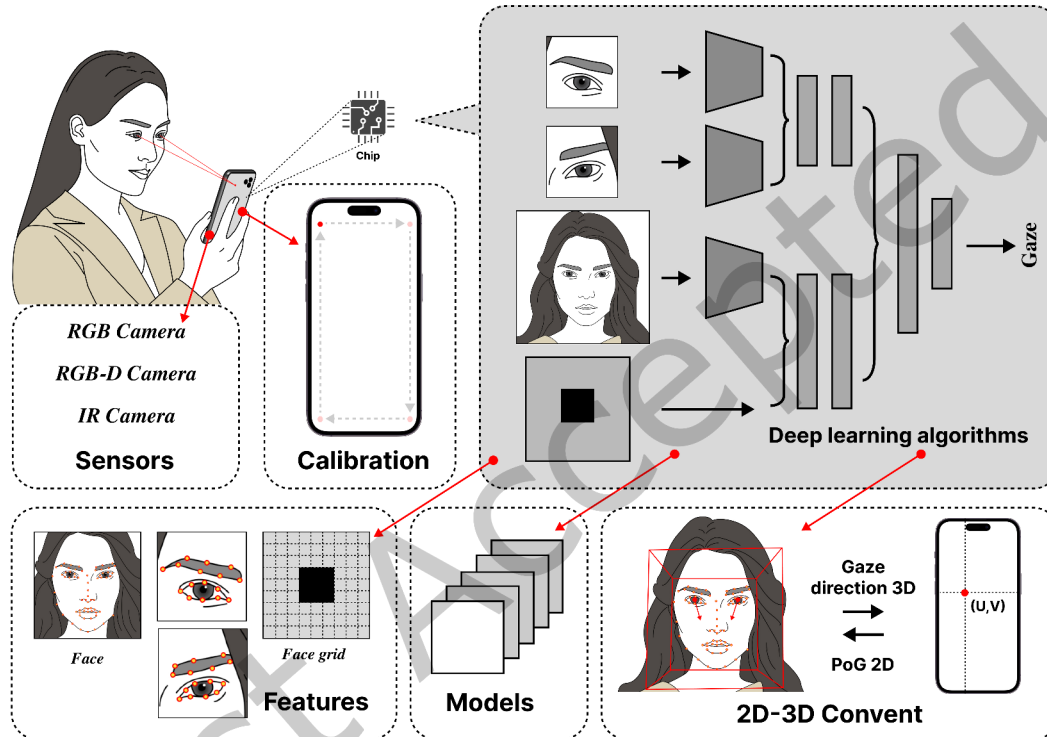 Chip
Gaze
Deep learning algorithms
RGB Camera
RGB-D Camera
IR Camera
Sensors
Calibration
Face
Face grid
Features
Models
Gaze
direction 3D
PoG 2D
(U,V)
2D-3D Convent
st Accepted